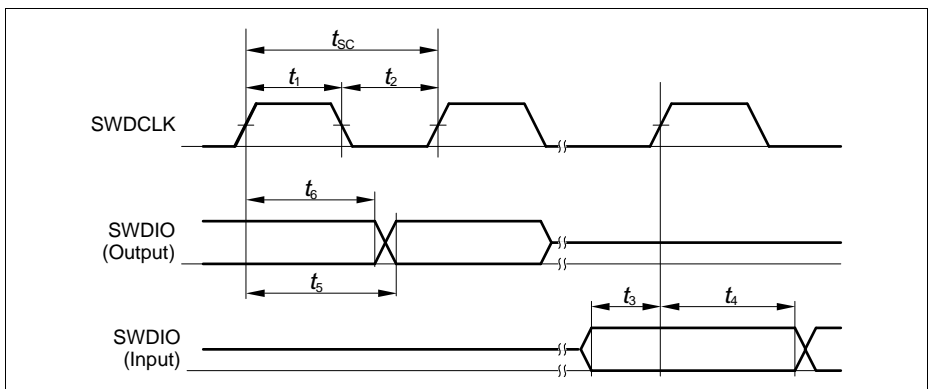 tSC
t1 t2
SWDCLK
t6
SWDIO
(Output)
t5
t3 t4
SWDIO
(Input)